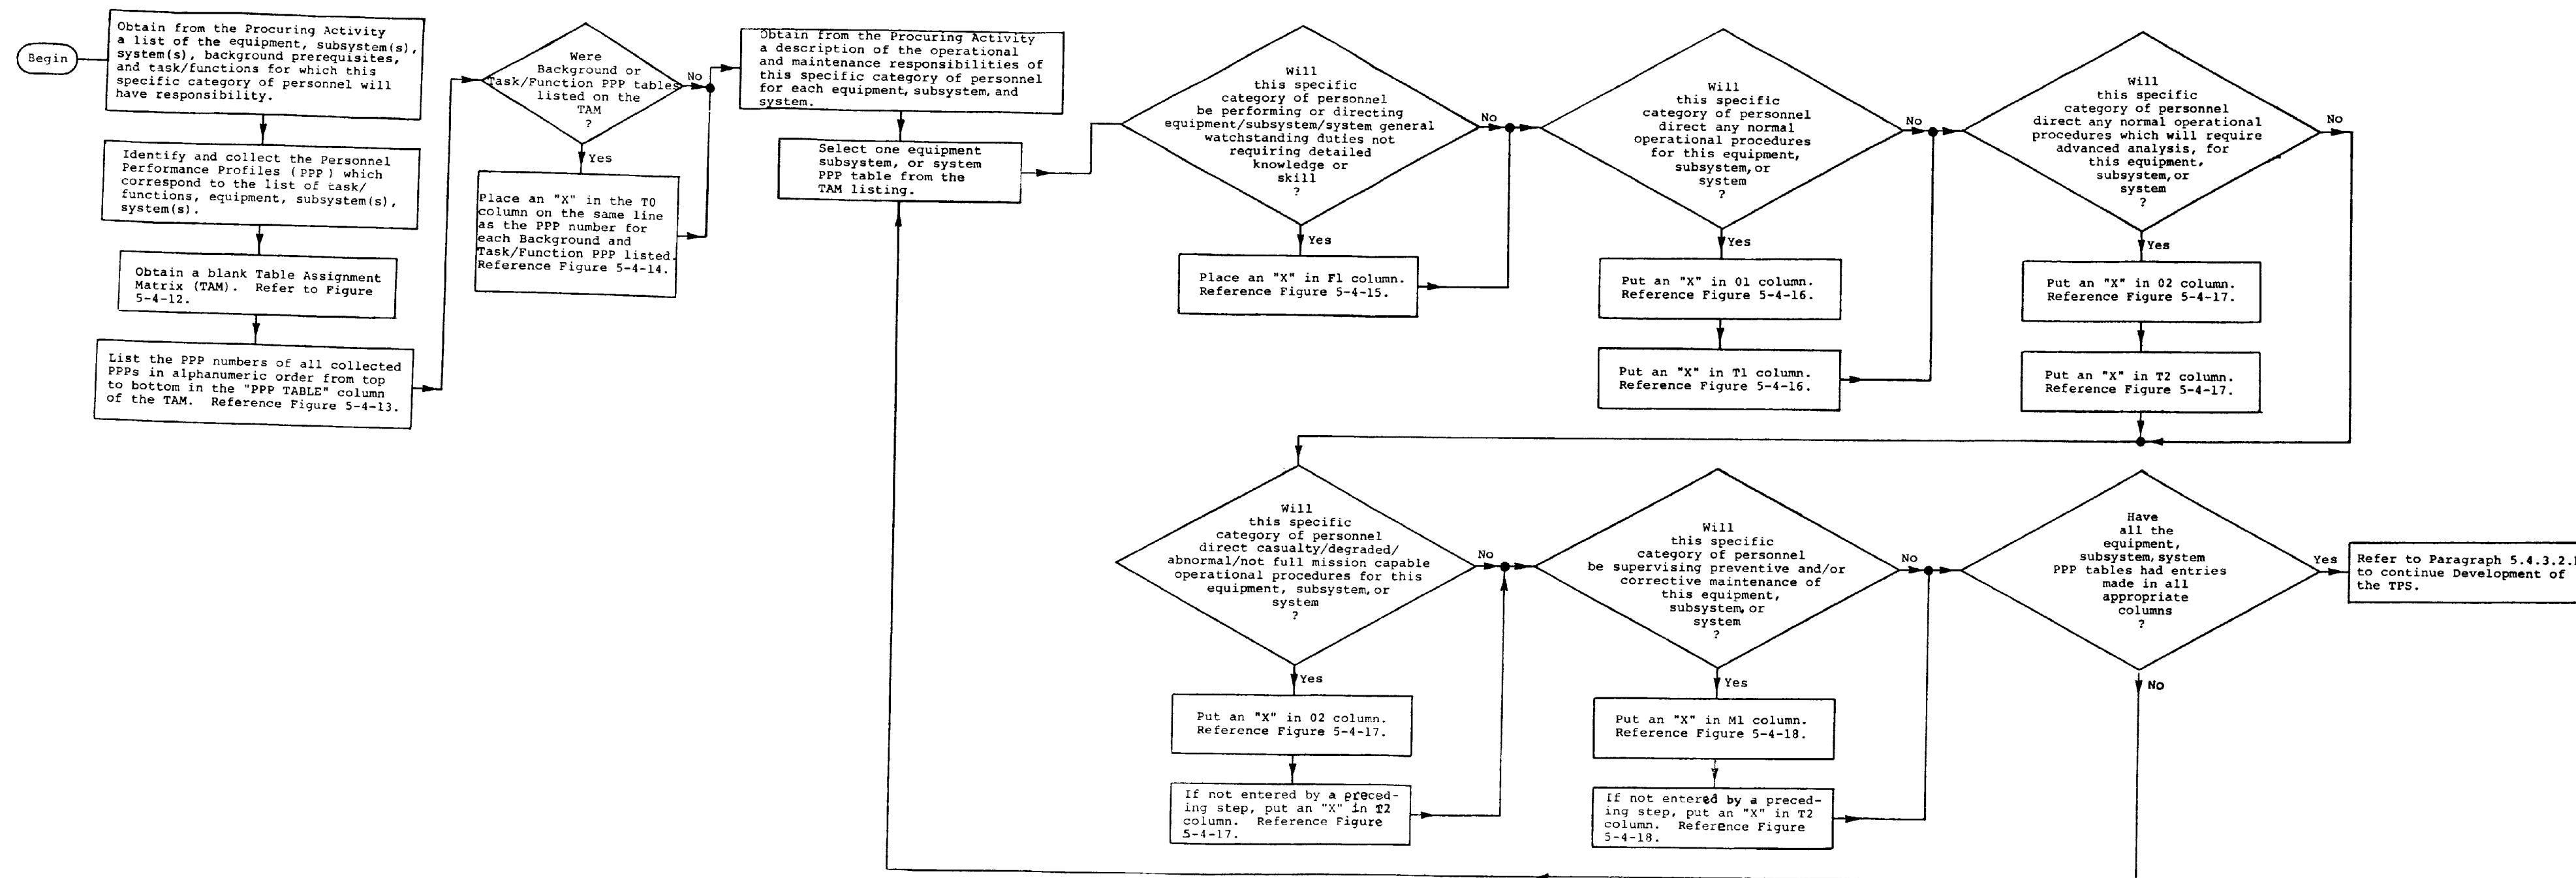 Begin
Obtain from the Procuring Activity
a list of the equipment, subsystem(s),
system(s), background prerequisites,
and task/functions for which this
specific category of personnel will
have responsibility.
Identify and collect the Personnel
Performance Profiles (PPP) which
correspond to the list of task/
functions, equipment, subsystem(s),
system(s).
Obtain a blank Table Assignment
Matrix (TAM). Refer to Figure
5-4-12.
List the PPP numbers of all collected
PPPs in alphanumeric order from top
to bottom in the "PPP TABLE" column
of the TAM. Reference Figure 5-4-13.
Were
Background or
Task/Function PPP tables
listed on the
TAM
?
No
Yes
Place an "X" in the T0
column on the same line
as the PPP number for
each Background and
Task/Function PPP listed.
Reference Figure 5-4-14.
Obtain from the Procuring Activity
a description of the operational
and maintenance responsibilities of
this specific category of personnel
for each equipment, subsystem, and
system.
Select one equipment
subsystem, or system
PPP table from the
TAM listing.
Will
this specific
category of personnel
be performing or directing
equipment/subsystem/system general
watchstanding duties not
requiring detailed
knowledge or
skill
?
No
Yes
Place an "X" in F1 column.
Reference Figure 5-4-15.
Will
this specific
category of personnel
direct any normal
operational procedures
for this equipment,
subsystem, or
system
?
No
Yes
Put an "X" in 01 column.
Reference Figure 5-4-16.
Put an "X" in T1 column.
Reference Figure 5-4-16.
Will
this specific
category of personnel
direct any normal operational
procedures which will require
advanced analysis, for
this equipment,
subsystem, or
system
?
No
Yes
Put an "X" in 02 column.
Reference Figure 5-4-17.
Put an "X" in T2 column.
Reference Figure 5-4-17.
Will
this specific
category of personnel
direct casualty/degraded/
abnormal/not full mission capable
operational procedures for this
equipment, subsystem, or
system
?
No
Yes
Put an "X" in 02 column.
Reference Figure 5-4-17.
If not entered by a preced-
ing step, put an "X" in T2
column. Reference Figure
5-4-17.
Will
this specific
category of personnel
be supervising preventive and/or
corrective maintenance of
this equipment,
subsystem, or
system
?
No
Yes
Put an "X" in M1 column.
Reference Figure 5-4-18.
If not entered by a preced-
ing step, put an "X" in T2
column. Reference Figure
5-4-18.
Have
all the
equipment,
subsystem, system
PPP tables had entries
made in all
appropriate
columns
?
Yes
No
Refer to Paragraph 5.4.3.2.1
to continue Development of
the TPS.